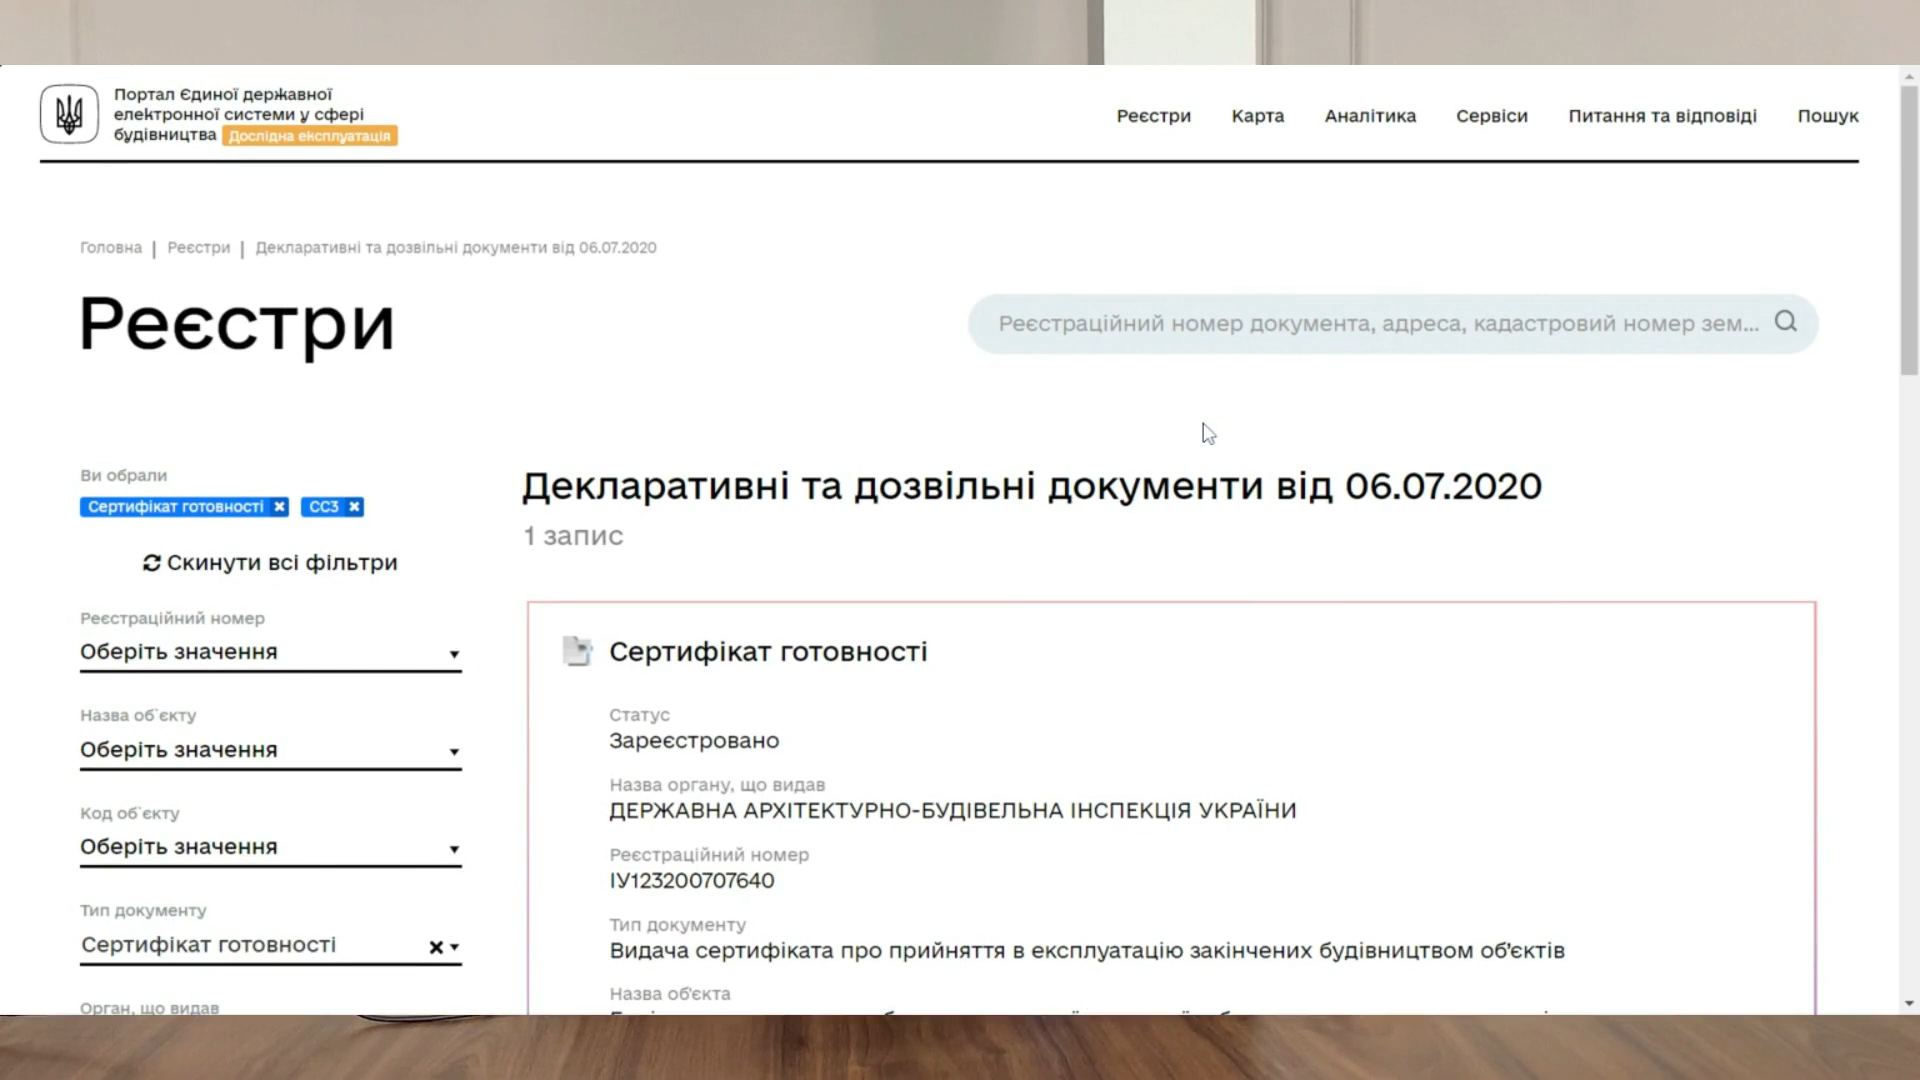 Портал Єдиної державної
електронної системи у сфері
будівництва Дослідна експлуатація
Реєстри Карта Аналітика Сервіси Питання та відповіді Пошук
Головна | Реєстри | Декларативні та дозвільні документи від 06.07.2020
Реєстри
Реєстраційний номер документа, адреса, кадастровий номер зем...
Ви обрали
Сертифікат готовності × СС3 ×
Скинути всі фільтри
Реєстраційний номер
Оберіть значення
Назва об`єкту
Оберіть значення
Код об`єкту
Оберіть значення
Тип документу
Сертифікат готовності ×
Орган, що видав
Декларативні та дозвільні документи від 06.07.2020
1 запис
Сертифікат готовності
Статус
Зареєстровано
Назва органу, що видав
ДЕРЖАВНА АРХІТЕКТУРНО-БУДІВЕЛЬНА ІНСПЕКЦІЯ УКРАЇНИ
Реєстраційний номер
ІУ123200707640
Тип документу
Видача сертифіката про прийняття в експлуатацію закінчених будівництвом об’єктів
Назва об'єкта